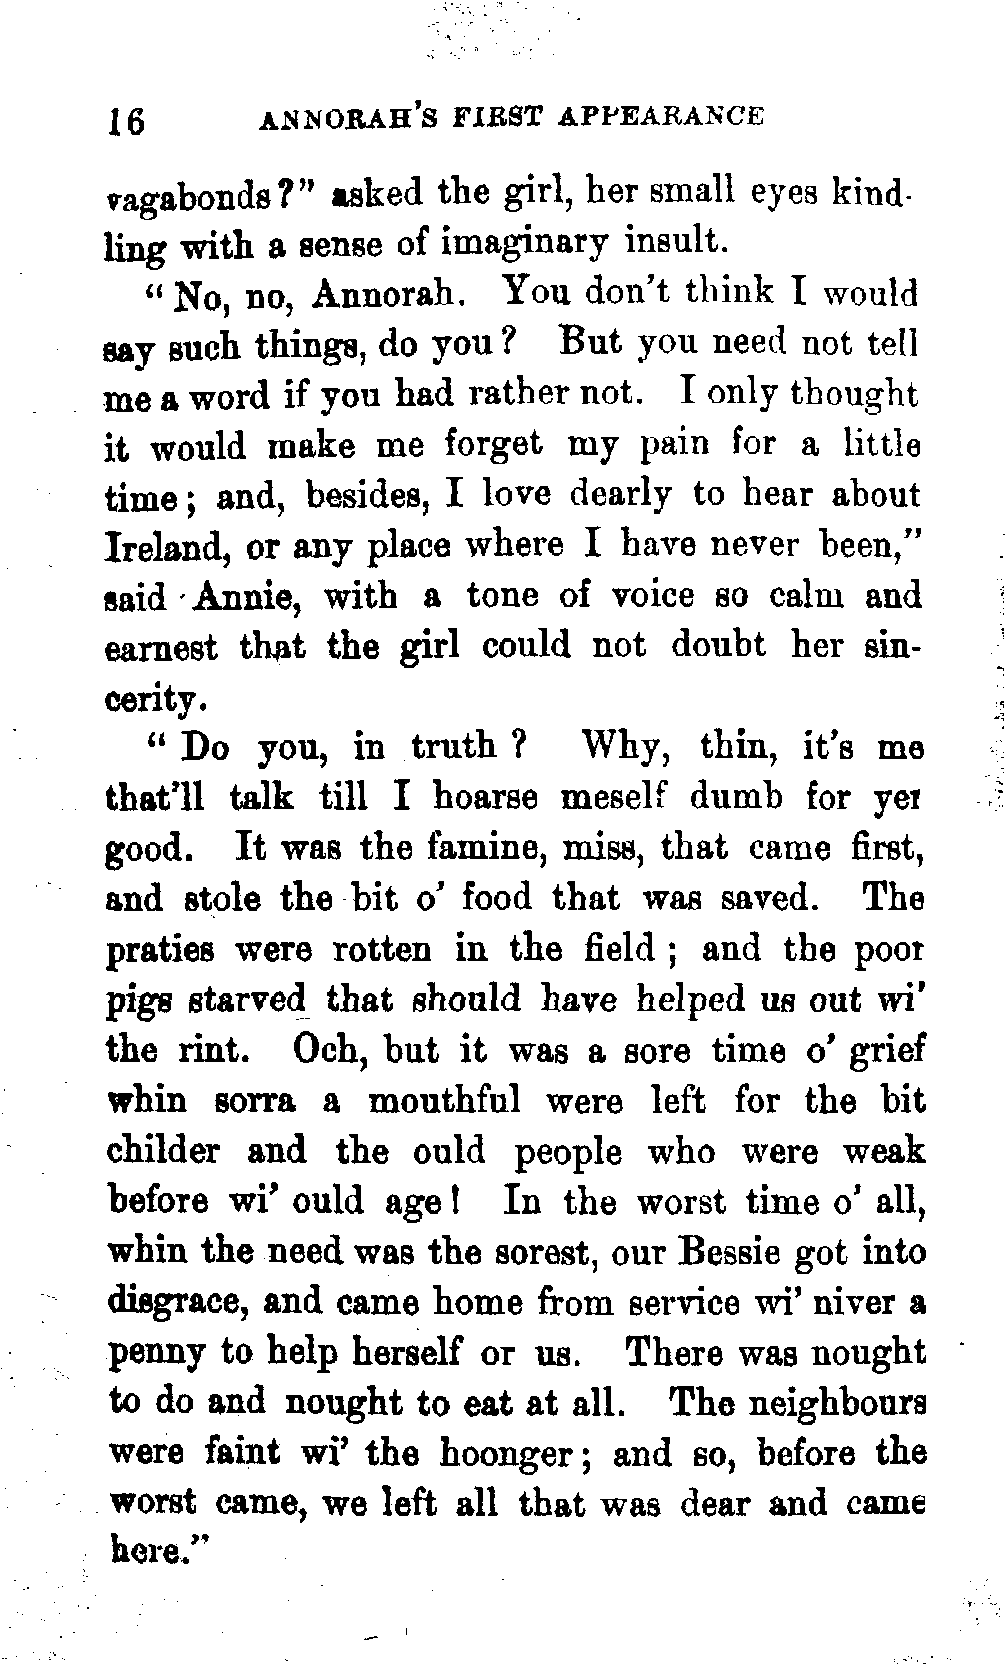 16 ANNORAH'S FIRST APPEARANCE
vagabonds?" asked the girl, her small eyes kind-
ling with a sense of imaginary insult.
"No, no, Annorah. You don't think I would
say such things, do you? But you need not tell
me a word if you had rather not. I only thought
it would make me forget my pain for a little
time; and, besides, I love dearly to hear about
Ireland, or any place where I have never been,"
said Annie, with a tone of voice so calm and
earnest that the girl could not doubt her sin-
cerity.
"Do you, in truth? Why, thin, it's me
that'll talk till I hoarse meself dumb for yer
good. It was the famine, miss, that came first,
and stole the bit o' food that was saved. The
praties were rotten in the field; and the poor
pigs starved that should have helped us out wi'
the rint. Och, but it was a sore time o' grief
whin sorra a mouthful were left for the bit
childer and the ould people who were weak
before wi' ould age! In the worst time o' all,
whin the need was the sorest, our Bessie got into
disgrace, and came home from service wi' niver a
penny to help herself or us. There was nought
to do and nought to eat at all. The neighbours
were faint wi' the hoonger; and so, before the
worst came, we left all that was dear and came
here."